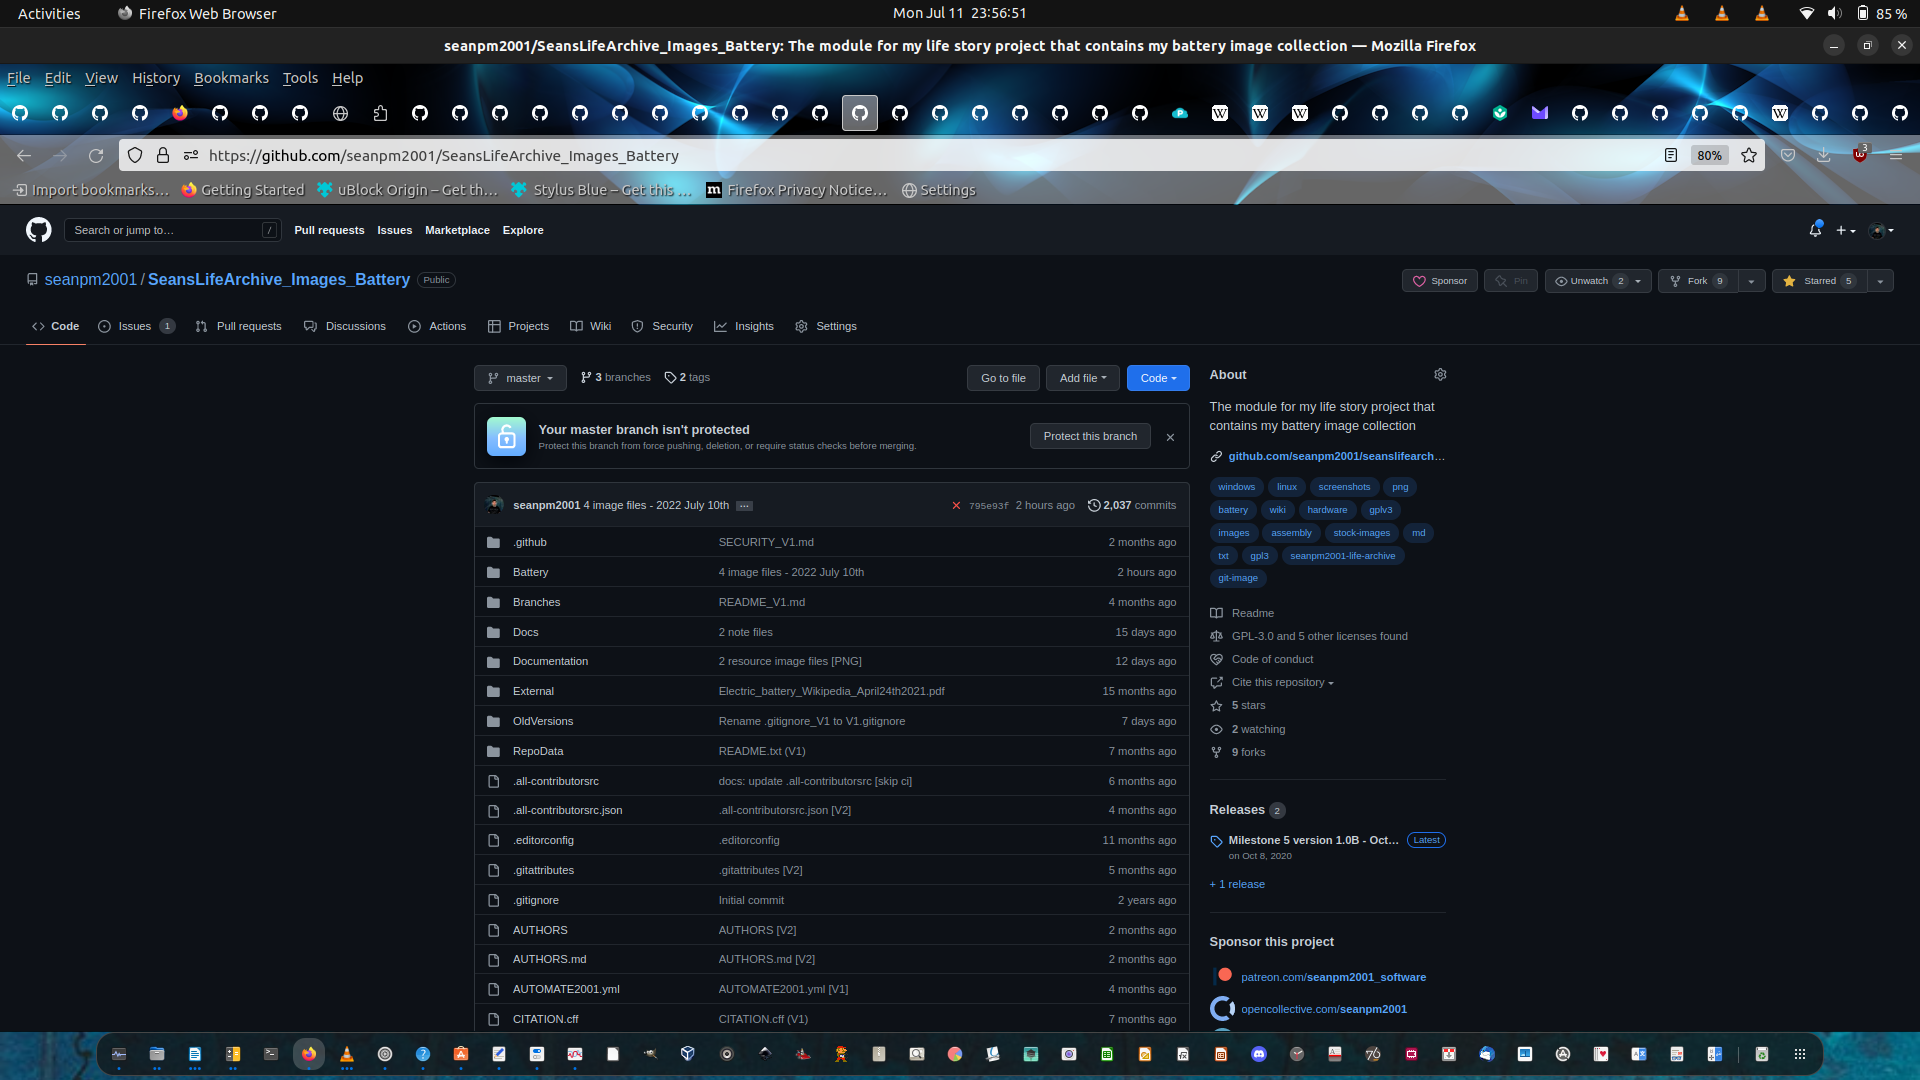 Activities Firefox Web Browser Mon Jul 11 23:56:51 85 %
seanpm2001/SeansLifeArchive_Images_Battery: The module for my life story project that contains my battery image collection — Mozilla Firefox
File Edit View History Bookmarks Tools Help
https://github.com/seanpm2001/SeansLifeArchive_Images_Battery 80% 3
Import bookmarks… Getting Started uBlock Origin – Get th… Stylus Blue – Get this … Firefox Privacy Notice… Settings
Search or jump to… / Pull requests Issues Marketplace Explore
seanpm2001 / SeansLifeArchive_Images_Battery Public Sponsor Pin Unwatch 2 Fork 9 Starred 5
Code Issues 1 Pull requests Discussions Actions Projects Wiki Security Insights Settings
master 3 branches 2 tags Go to file Add file Code
Your master branch isn't protected
Protect this branch from force pushing, deletion, or require status checks before merging.
Protect this branch
seanpm2001 4 image files - 2022 July 10th … 795e93f 2 hours ago 2,037 commits
.github SECURITY_V1.md 2 months ago
Battery 4 image files - 2022 July 10th 2 hours ago
Branches README_V1.md 4 months ago
Docs 2 note files 15 days ago
Documentation 2 resource image files [PNG] 12 days ago
External Electric_battery_Wikipedia_April24th2021.pdf 15 months ago
OldVersions Rename .gitignore_V1 to V1.gitignore 7 days ago
RepoData README.txt (V1) 7 months ago
.all-contributorsrc docs: update .all-contributorsrc [skip ci] 6 months ago
.all-contributorsrc.json .all-contributorsrc.json [V2] 4 months ago
.editorconfig .editorconfig 11 months ago
.gitattributes .gitattributes [V2] 5 months ago
.gitignore Initial commit 2 years ago
AUTHORS AUTHORS [V2] 2 months ago
AUTHORS.md AUTHORS.md [V2] 2 months ago
AUTOMATE2001.yml AUTOMATE2001.yml [V1] 4 months ago
CITATION.cff CITATION.cff (V1) 7 months ago
About
The module for my life story project that
contains my battery image collection
github.com/seanpm2001/seanslifearch…
windows linux screenshots png
battery wiki hardware gplv3
images assembly stock-images md
txt gpl3 seanpm2001-life-archive
git-image
Readme
GPL-3.0 and 5 other licenses found
Code of conduct
Cite this repository
5 stars
2 watching
9 forks
Releases 2
Milestone 5 version 1.0B - Oct… Latest
on Oct 8, 2020
+ 1 release
Sponsor this project
patreon.com/seanpm2001_software
opencollective.com/seanpm2001